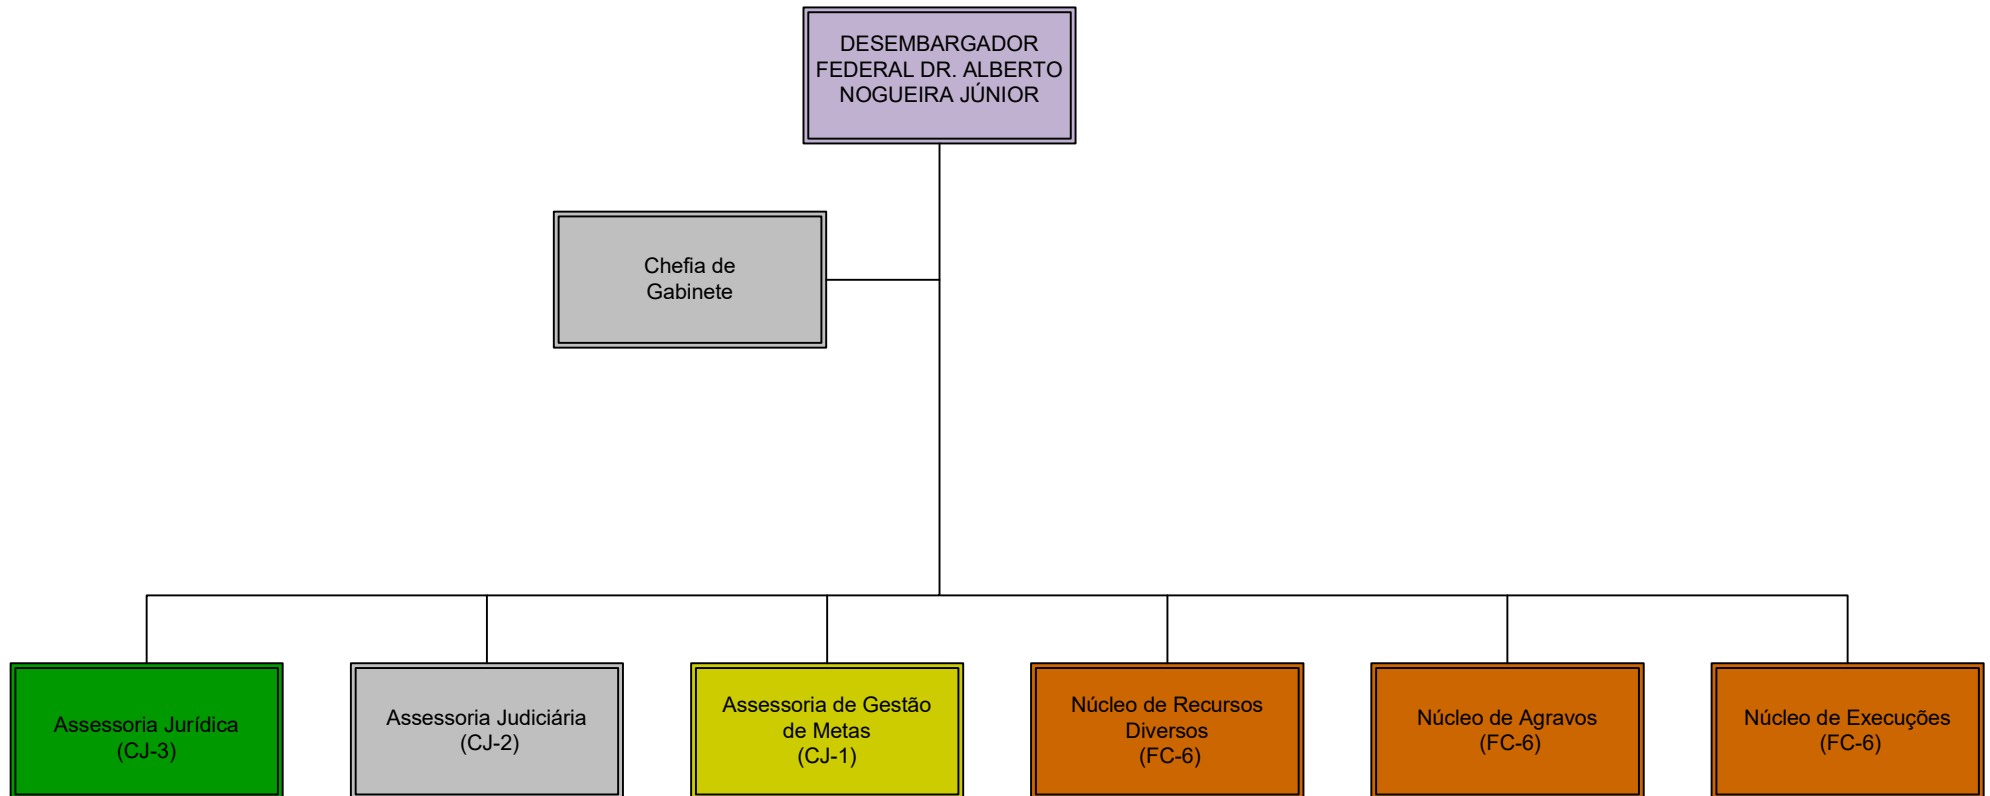 DESEMBARGADOR
FEDERAL DR. ALBERTO
NOGUEIRA JÚNIOR
Chefia de
Gabinete
Assessoria Jurídica
(CJ-3)
Assessoria Judiciária
(CJ-2)
Assessoria de Gestão
de Metas
(CJ-1)
Núcleo de Recursos
Diversos
(FC-6)
Núcleo de Agravos
(FC-6)
Núcleo de Execuções
(FC-6)